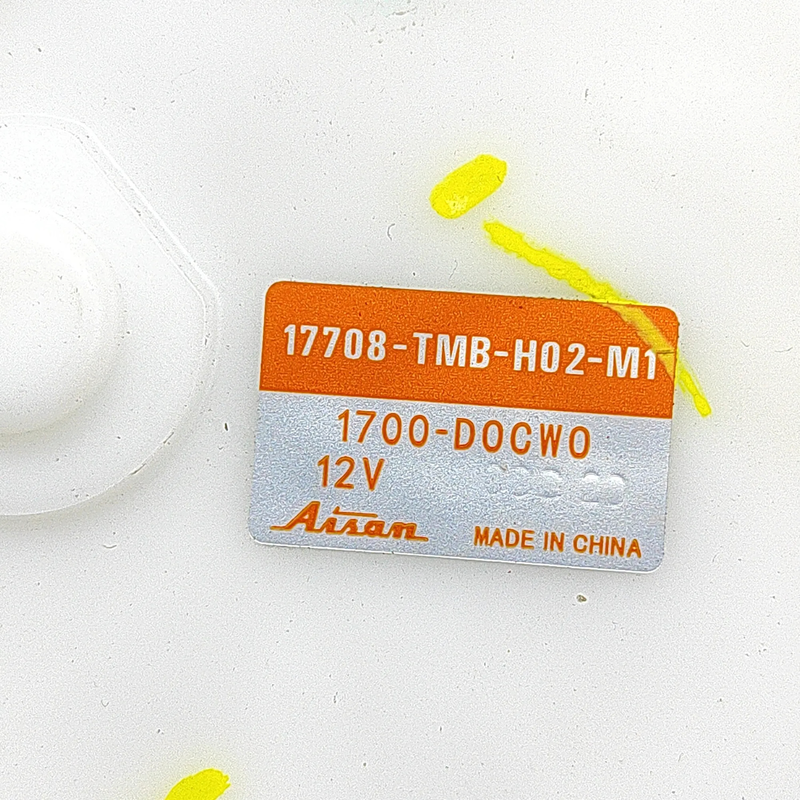 17708-TMB-H02-M1
1700-DOCWO
12V
Aisan
MADE IN CHINA